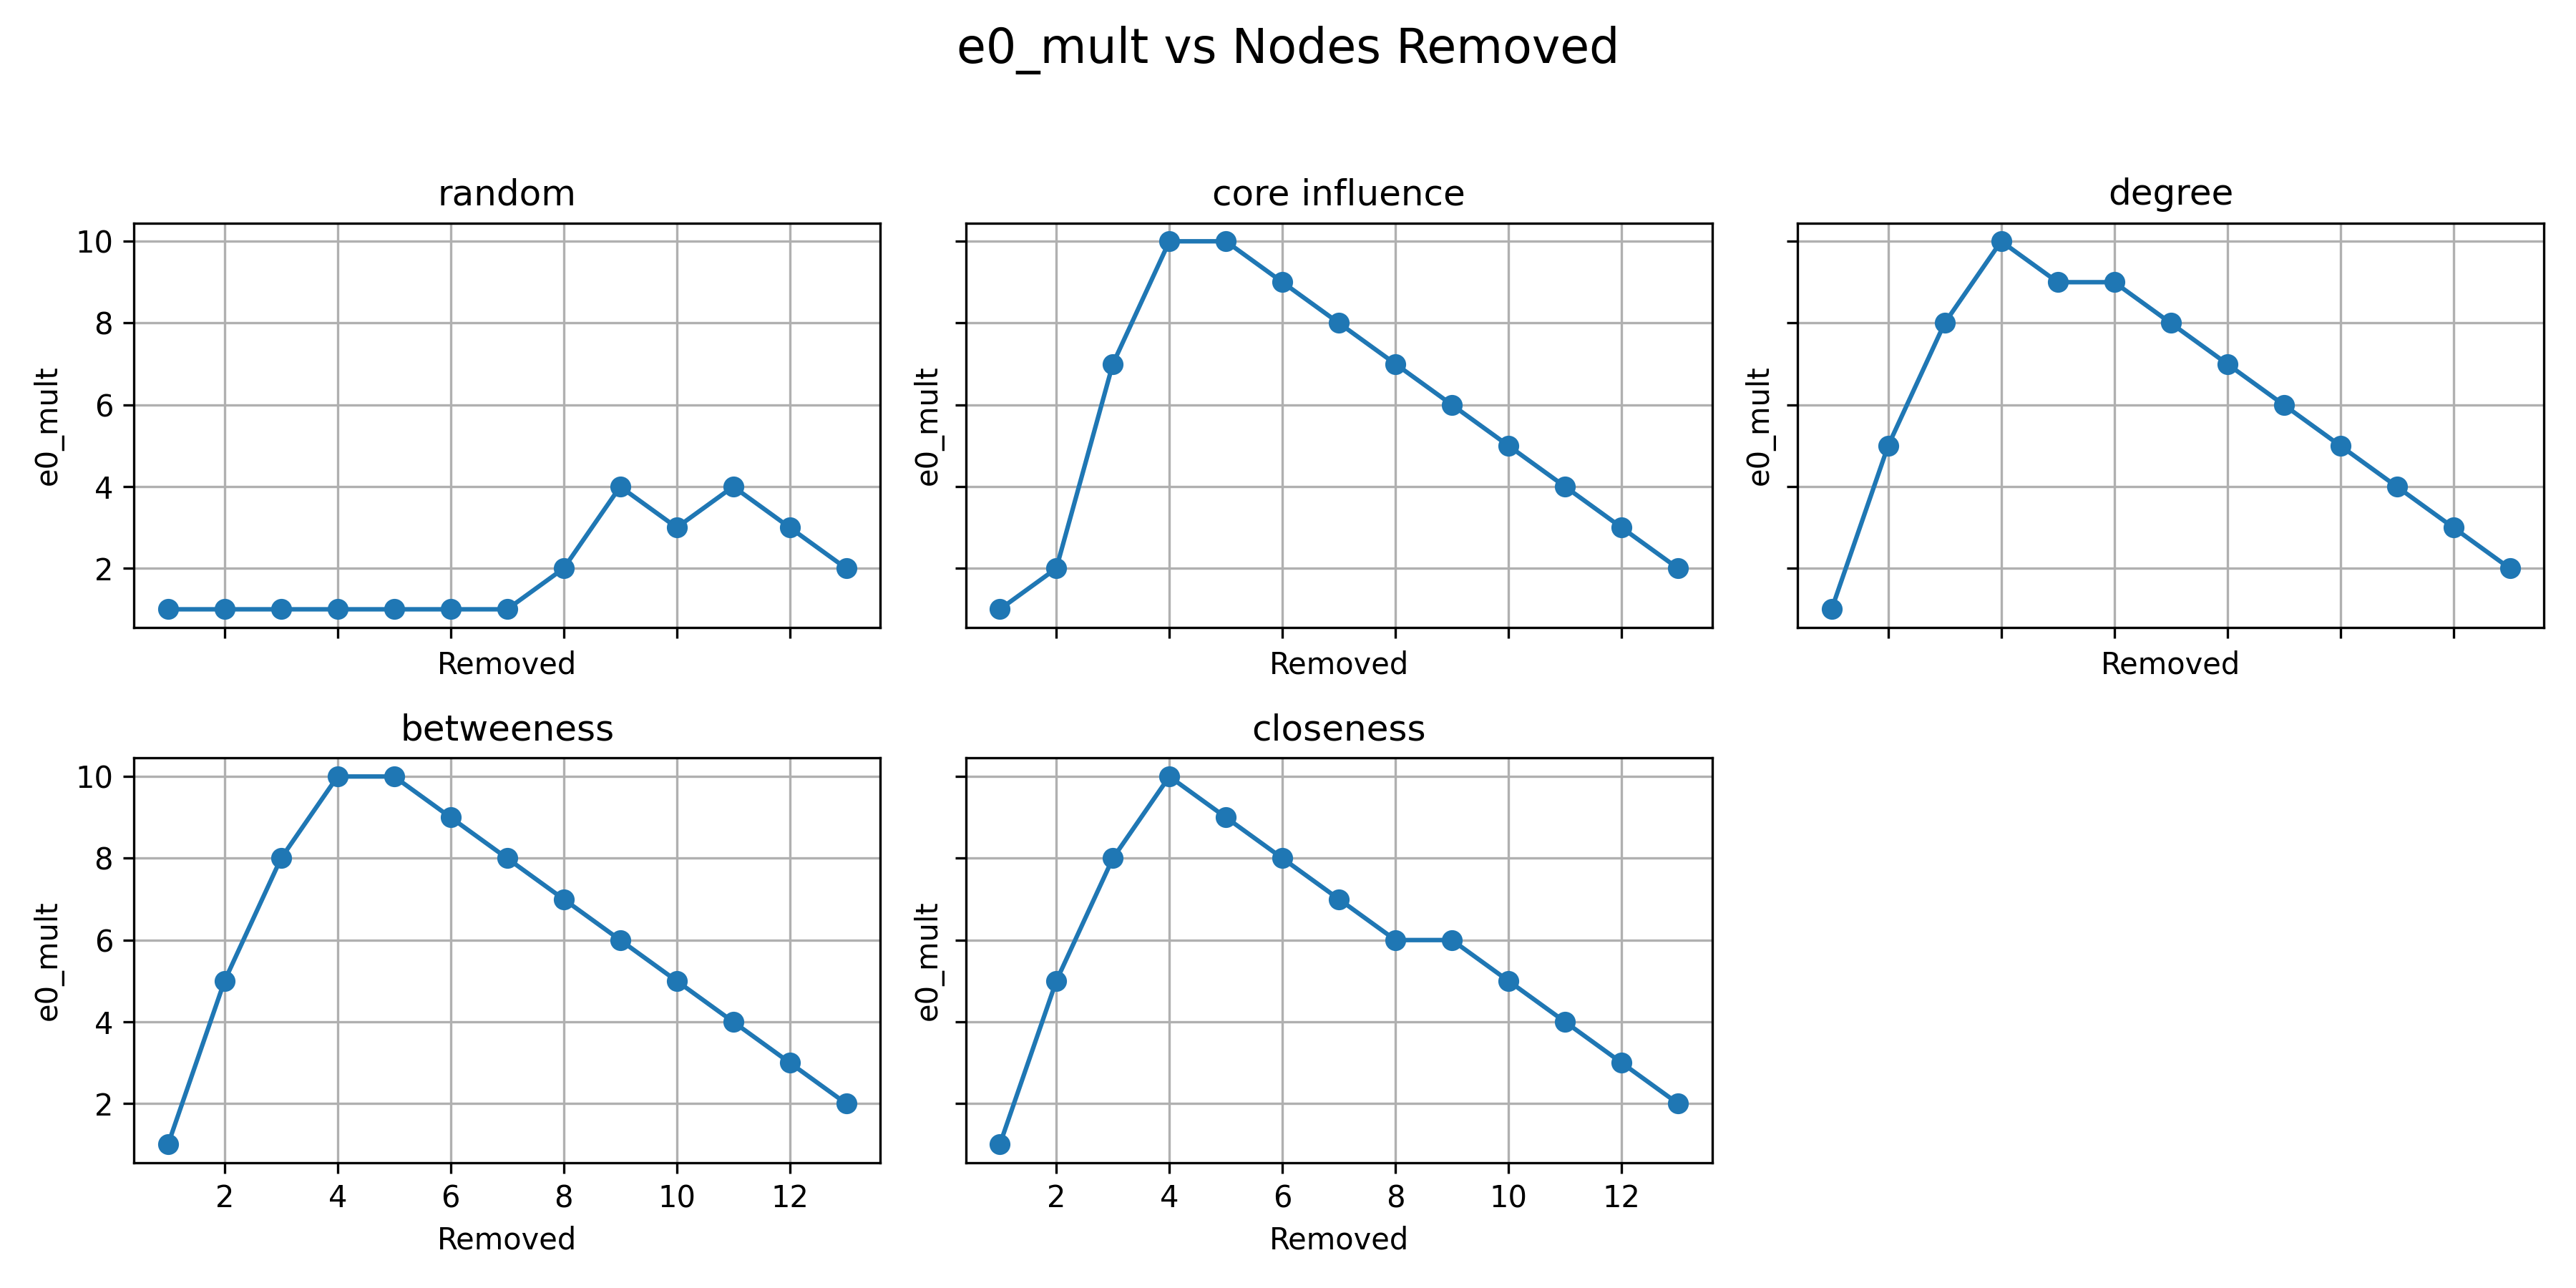 e0_mult vs Nodes Removed
random
core influence
degree
10
8
6
4
2
e0_mult
e0_mult
e0_mult
Removed
Removed
Removed
betweeness
closeness
10
8
6
4
2
e0_mult
e0_mult
2 4 6 8 10 12
2 4 6 8 10 12
Removed
Removed